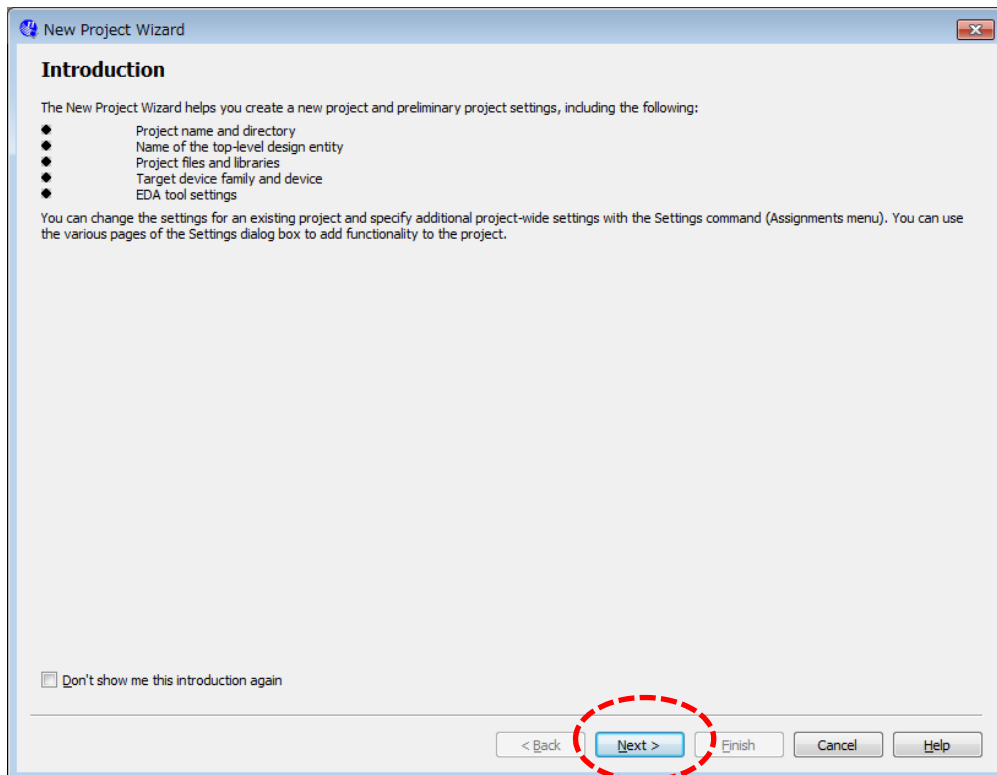 New Project Wizard
Introduction
The New Project Wizard helps you create a new project and preliminary project settings, including the following:
Project name and directory
Name of the top-level design entity
Project files and libraries
Target device family and device
EDA tool settings
You can change the settings for an existing project and specify additional project-wide settings with the Settings command (Assignments menu). You can use
the various pages of the Settings dialog box to add functionality to the project.
Don't show me this introduction again
< Back Next > Finish Cancel Help